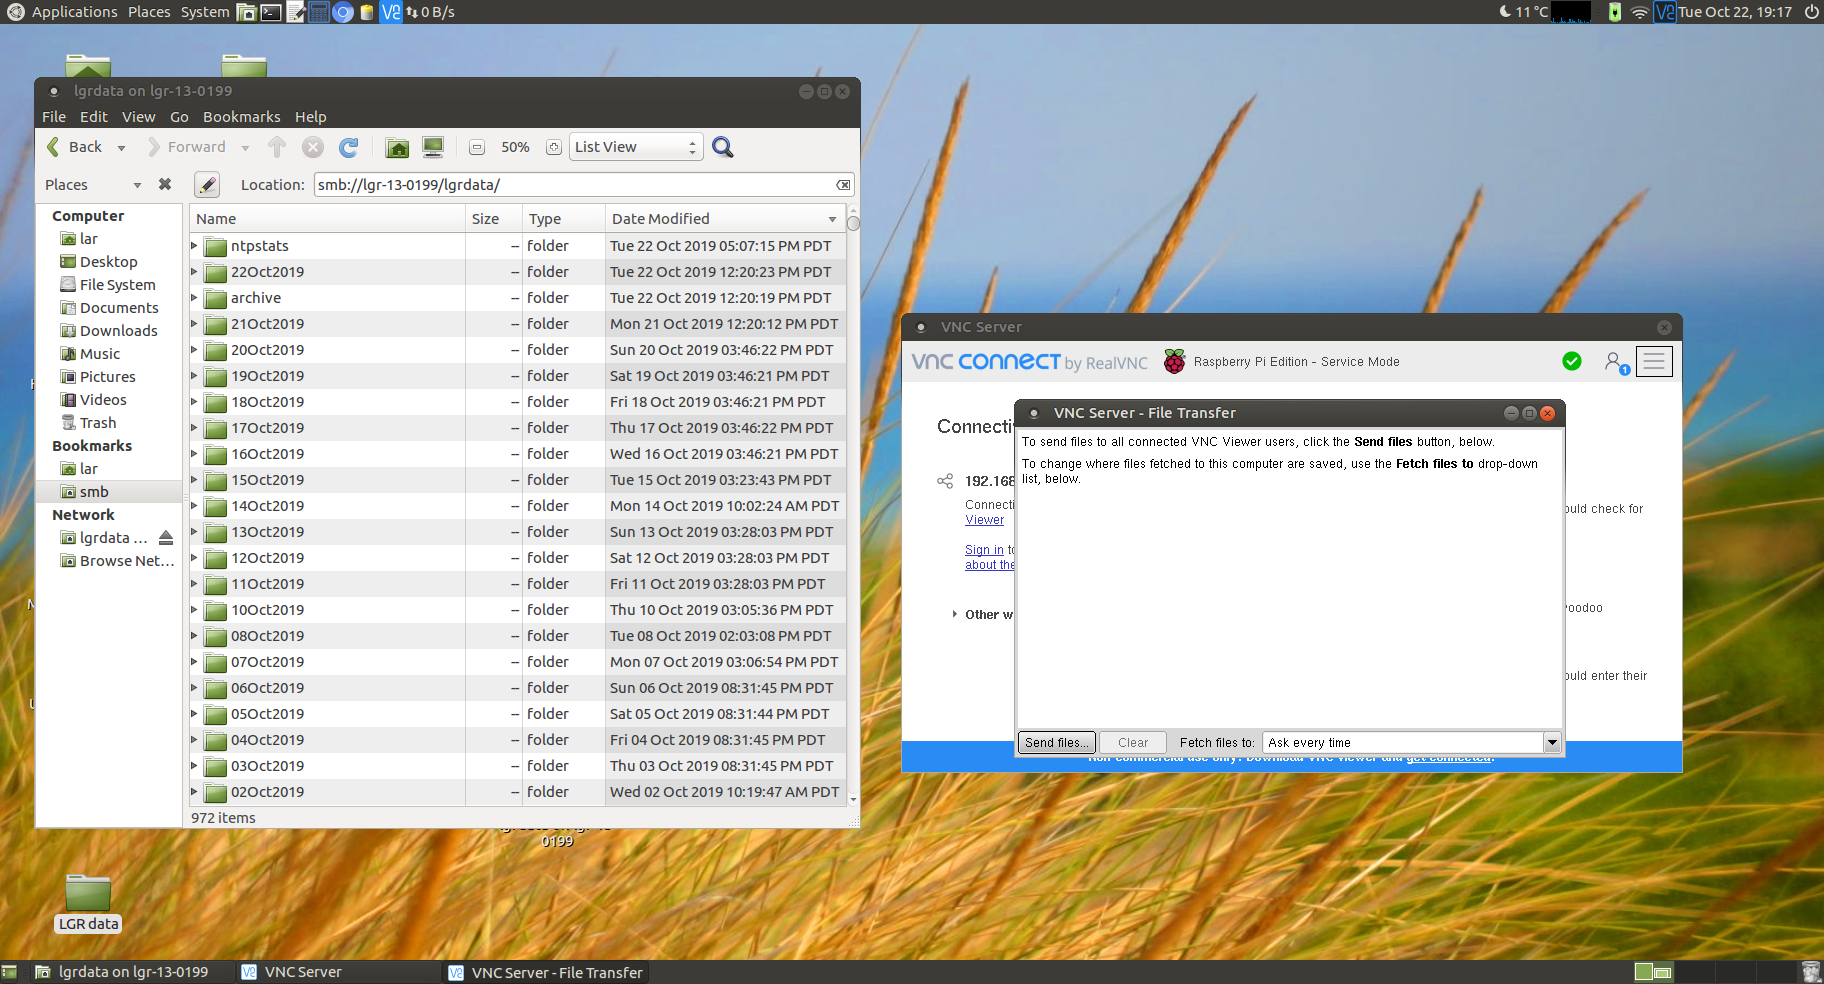 Applications Places System 0 B/s 11 °C Tue Oct 22, 19:17
lgrdata on lgr-13-0199
File Edit View Go Bookmarks Help
Back Forward 50% List View
Places Location: smb://lgr-13-0199/lgrdata/
Computer
lar
Desktop
File System
Documents
Downloads
Music
Pictures
Videos
Trash
Bookmarks
lar
smb
Network
lgrdata ...
Browse Net...
Name Size Type Date Modified
ntpstats -- folder Tue 22 Oct 2019 05:07:15 PM PDT
22Oct2019 -- folder Tue 22 Oct 2019 12:20:23 PM PDT
archive -- folder Tue 22 Oct 2019 12:20:19 PM PDT
21Oct2019 -- folder Mon 21 Oct 2019 12:20:12 PM PDT
20Oct2019 -- folder Sun 20 Oct 2019 03:46:22 PM PDT
19Oct2019 -- folder Sat 19 Oct 2019 03:46:21 PM PDT
18Oct2019 -- folder Fri 18 Oct 2019 03:46:21 PM PDT
17Oct2019 -- folder Thu 17 Oct 2019 03:46:22 PM PDT
16Oct2019 -- folder Wed 16 Oct 2019 03:46:21 PM PDT
15Oct2019 -- folder Tue 15 Oct 2019 03:23:43 PM PDT
14Oct2019 -- folder Mon 14 Oct 2019 10:02:24 AM PDT
13Oct2019 -- folder Sun 13 Oct 2019 03:28:03 PM PDT
12Oct2019 -- folder Sat 12 Oct 2019 03:28:03 PM PDT
11Oct2019 -- folder Fri 11 Oct 2019 03:28:03 PM PDT
10Oct2019 -- folder Thu 10 Oct 2019 03:05:36 PM PDT
08Oct2019 -- folder Tue 08 Oct 2019 02:03:08 PM PDT
07Oct2019 -- folder Mon 07 Oct 2019 03:06:54 PM PDT
06Oct2019 -- folder Sun 06 Oct 2019 08:31:45 PM PDT
05Oct2019 -- folder Sat 05 Oct 2019 08:31:44 PM PDT
04Oct2019 -- folder Fri 04 Oct 2019 08:31:45 PM PDT
03Oct2019 -- folder Thu 03 Oct 2019 08:31:45 PM PDT
02Oct2019 -- folder Wed 02 Oct 2019 10:19:47 AM PDT
972 items
0199
LGR data
VNC Server
VNC CONNECT by RealVNC Raspberry Pi Edition - Service Mode 1
Connecti
192.168
Connecti
Viewer
Sign in to
about the
Other w
ould check for
oodoo
ould enter their
VNC Server - File Transfer
To send files to all connected VNC Viewer users, click the Send files button, below.
To change where files fetched to this computer are saved, use the Fetch files to drop-down
list, below.
Send files... Clear Fetch files to: Ask every time
Non-commercial use only. Download VNC Viewer and get connected.
lgrdata on lgr-13-0199 VNC Server VNC Server - File Transfer